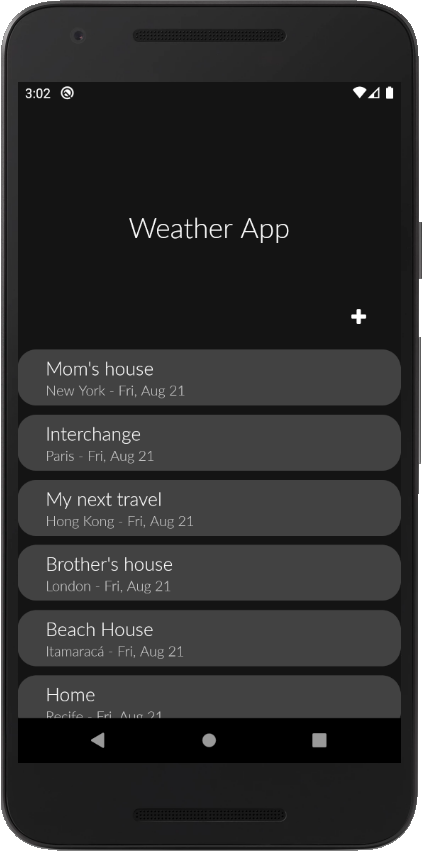 3:02
Weather App
Mom's house
New York - Fri, Aug 21
Interchange
Paris - Fri, Aug 21
My next travel
Hong Kong - Fri, Aug 21
Brother's house
London - Fri, Aug 21
Beach House
Itamaracá - Fri, Aug 21
Home
Recife - Fri, Aug 21